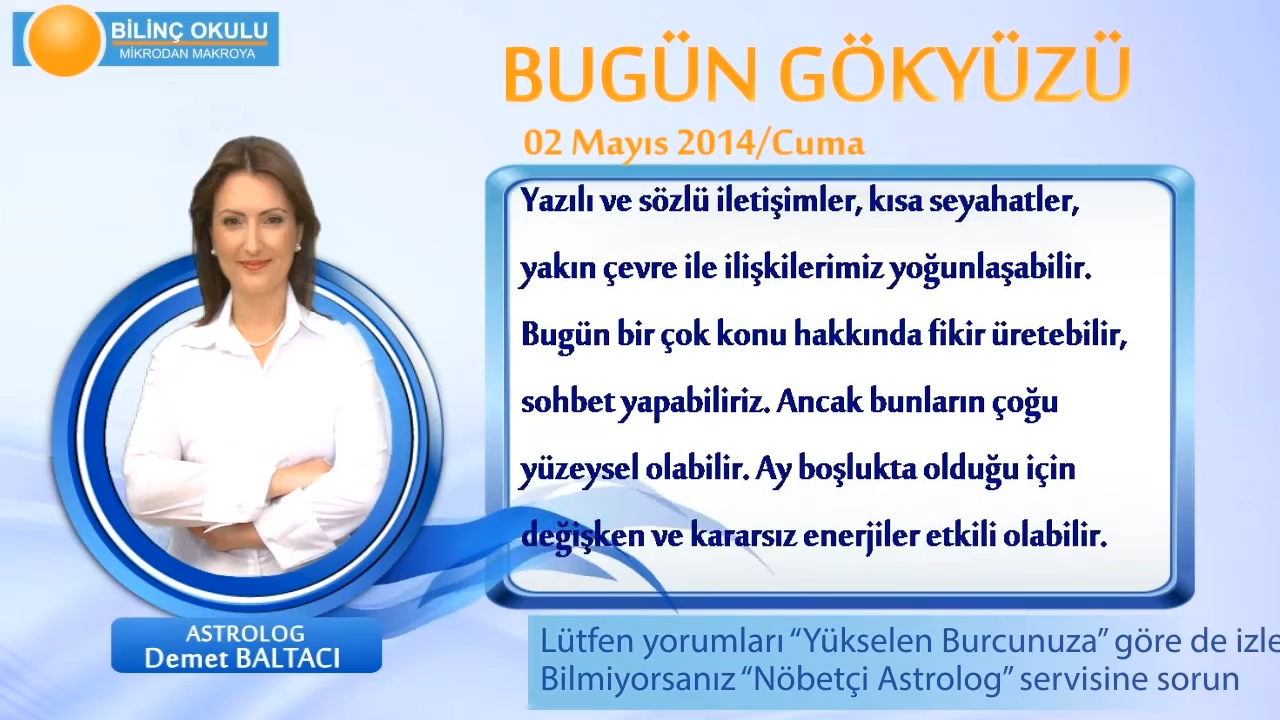 BİLİNÇ OKULU
MİKRODAN MAKROYA
BUGÜN GÖKYÜZÜ
02 Mayıs 2014/Cuma
Yazılı ve sözlü iletişimler, kısa seyahatler,
yakın çevre ile ilişkilerimiz yoğunlaşabilir.
Bugün bir çok konu hakkında fikir üretebilir,
sohbet yapabiliriz. Ancak bunların çoğu
yüzeysel olabilir. Ay boşlukta olduğu için
değişken ve kararsız enerjiler etkili olabilir.
ASTROLOG
Demet BALTACI
Lütfen yorumları “Yükselen Burcunuza” göre de izle
Bilmiyorsanız “Nöbetçi Astrolog” servisine sorun